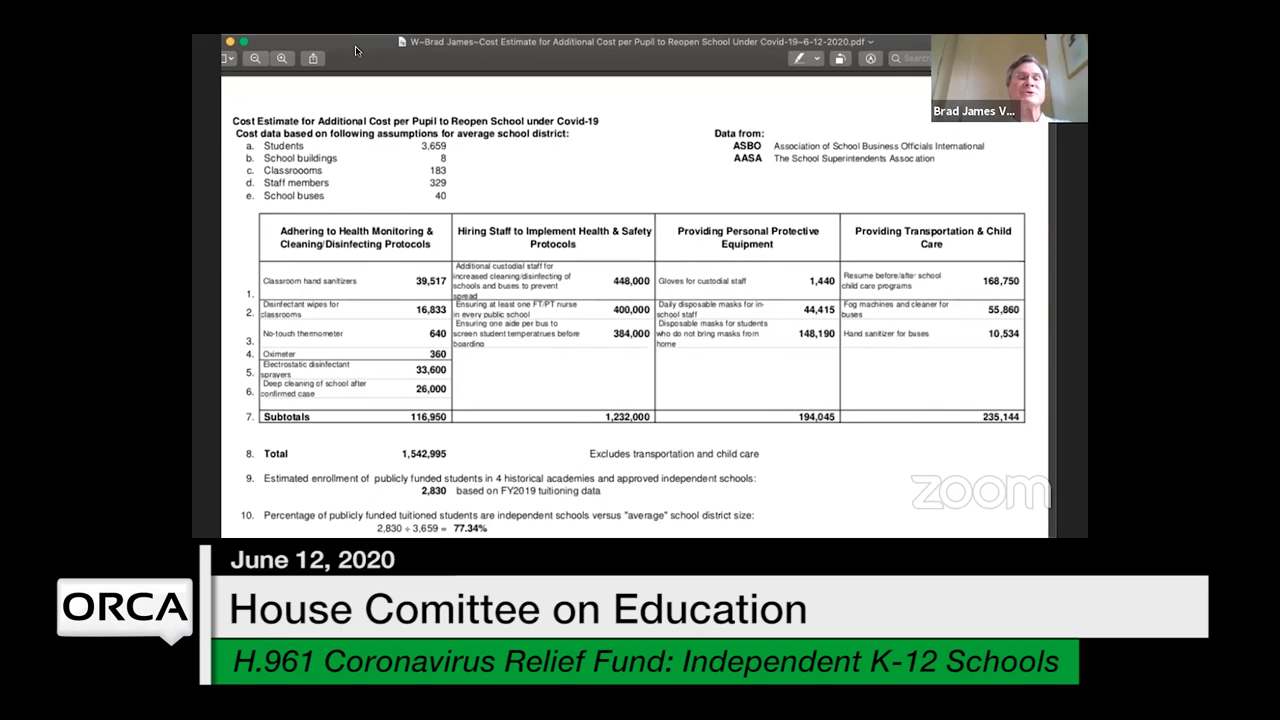 W~Brad James~Cost Estimate for Additional Cost per Pupil to Reopen School Under Covid-19~6-12-2020.pdf
Search
Brad James V...
Cost Estimate for Additional Cost per Pupil to Reopen School under Covid-19
Cost data based on following assumptions for average school district:
Data from:
a. Students 3,659
ASBO Association of School Business Officials International
b. School buildings 8
AASA The School Superintendents Association
c. Classroooms 183
d. Staff members 329
e. School buses 40
Adhering to Health Monitoring &
Cleaning/Disinfecting Protocols
Hiring Staff to Implement Health & Safety
Protocols
Providing Personal Protective
Equipment
Providing Transportation & Child
Care
1.
Classroom hand sanitizers 39,517
Additional custodial staff for
increased cleaning/disinfecting of
schools and buses to prevent
spread
448,000
Gloves for custodial staff 1,440
Resume before/after school
child care programs
168,750
2.
Disinfectant wipes for
classrooms
16,833
Ensuring at least one FT/PT nurse
in every public school
400,000
Daily disposable masks for in-
school staff
44,415
Fog machines and cleaner for
buses
55,860
3.
No-touch thermometer 640
Ensuring one aide per bus to
screen student temperatrues before
boarding
384,000
Disposable masks for students
who do not bring masks from
home
148,190
Hand sanitizer for buses 10,534
4. Oximeter 360
5.
Electrostatic disinfectant
sprayers
33,600
6.
Deep cleaning of school after
confirmed case
26,000
7. Subtotals 116,950 1,232,000 194,045 235,144
8. Total 1,542,995 Excludes transportation and child care
9. Estimated enrollment of publicly funded students in 4 historical academies and approved independent schools:
2,830 based on FY2019 tuitioning data
10. Percentage of publicly funded tuitioned students are independent schools versus "average" school district size:
2,830 ÷ 3,659 = 77.34%
zoom
June 12, 2020
ORCA
House Comittee on Education
H.961 Coronavirus Relief Fund: Independent K-12 Schools